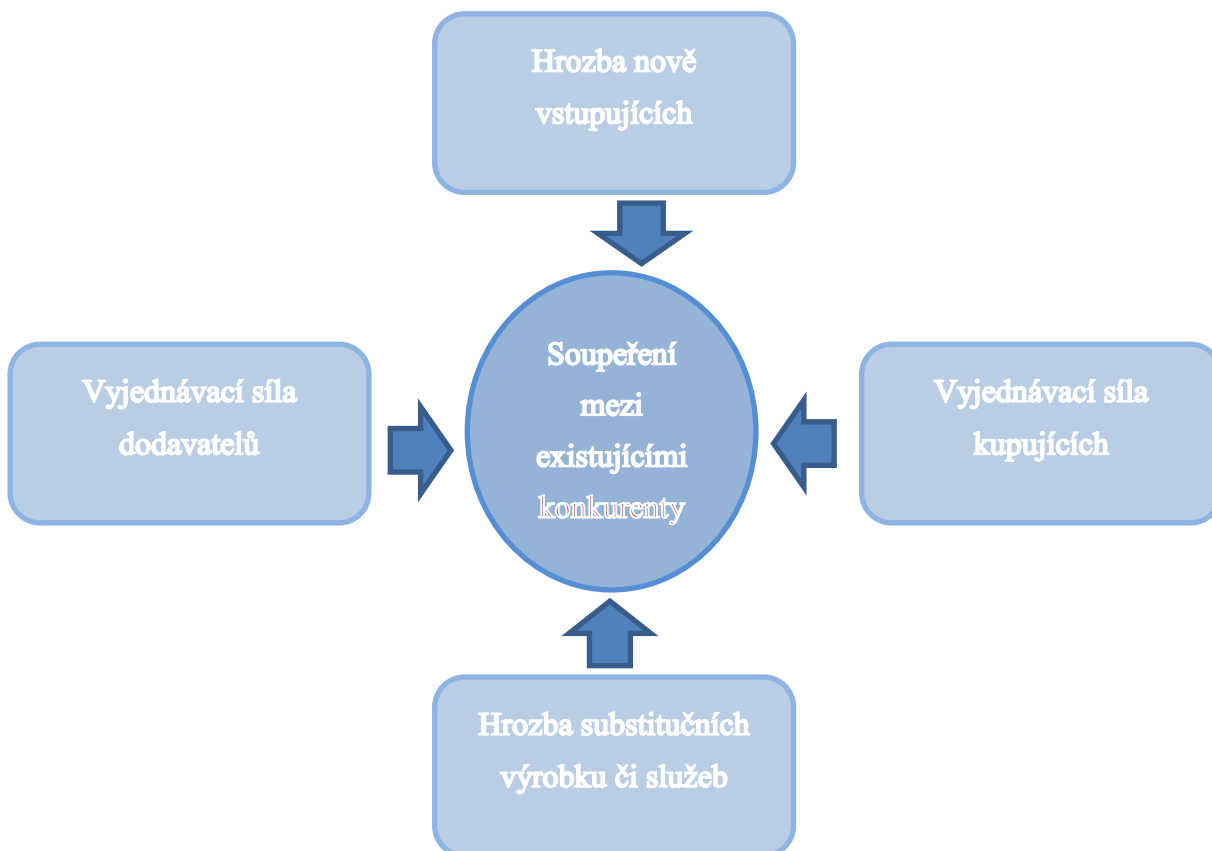 Hrozba nově
vstupujících
Soupeření
mezi
existujícími
konkurenty
Vyjednávací síla
dodavatelů
Vyjednávací síla
kupujících
Hrozba substitučních
výrobku či služeb